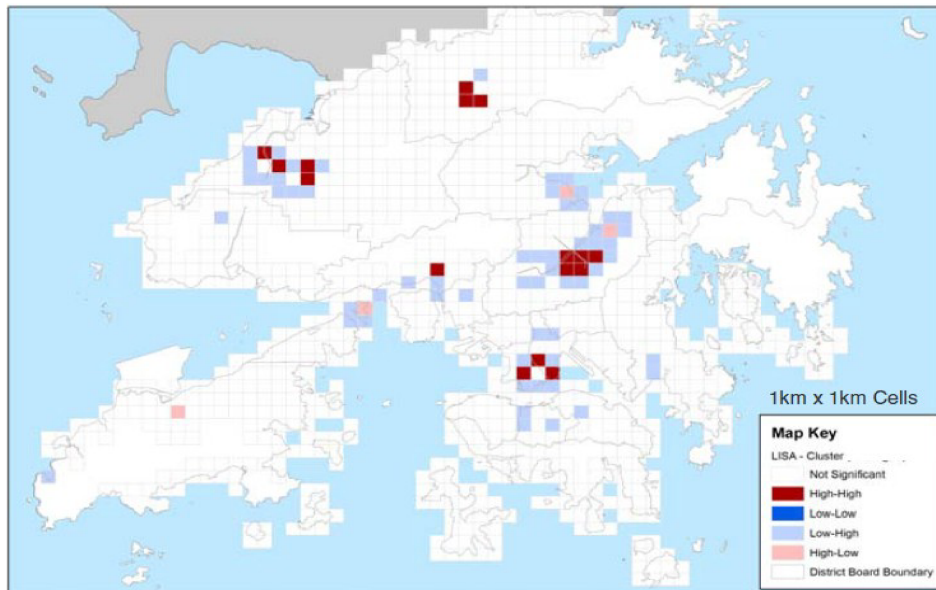 1km x 1km Cells
Map Key
LISA - Cluster
Not Significant
High-High
Low-Low
Low-High
High-Low
District Board Boundary